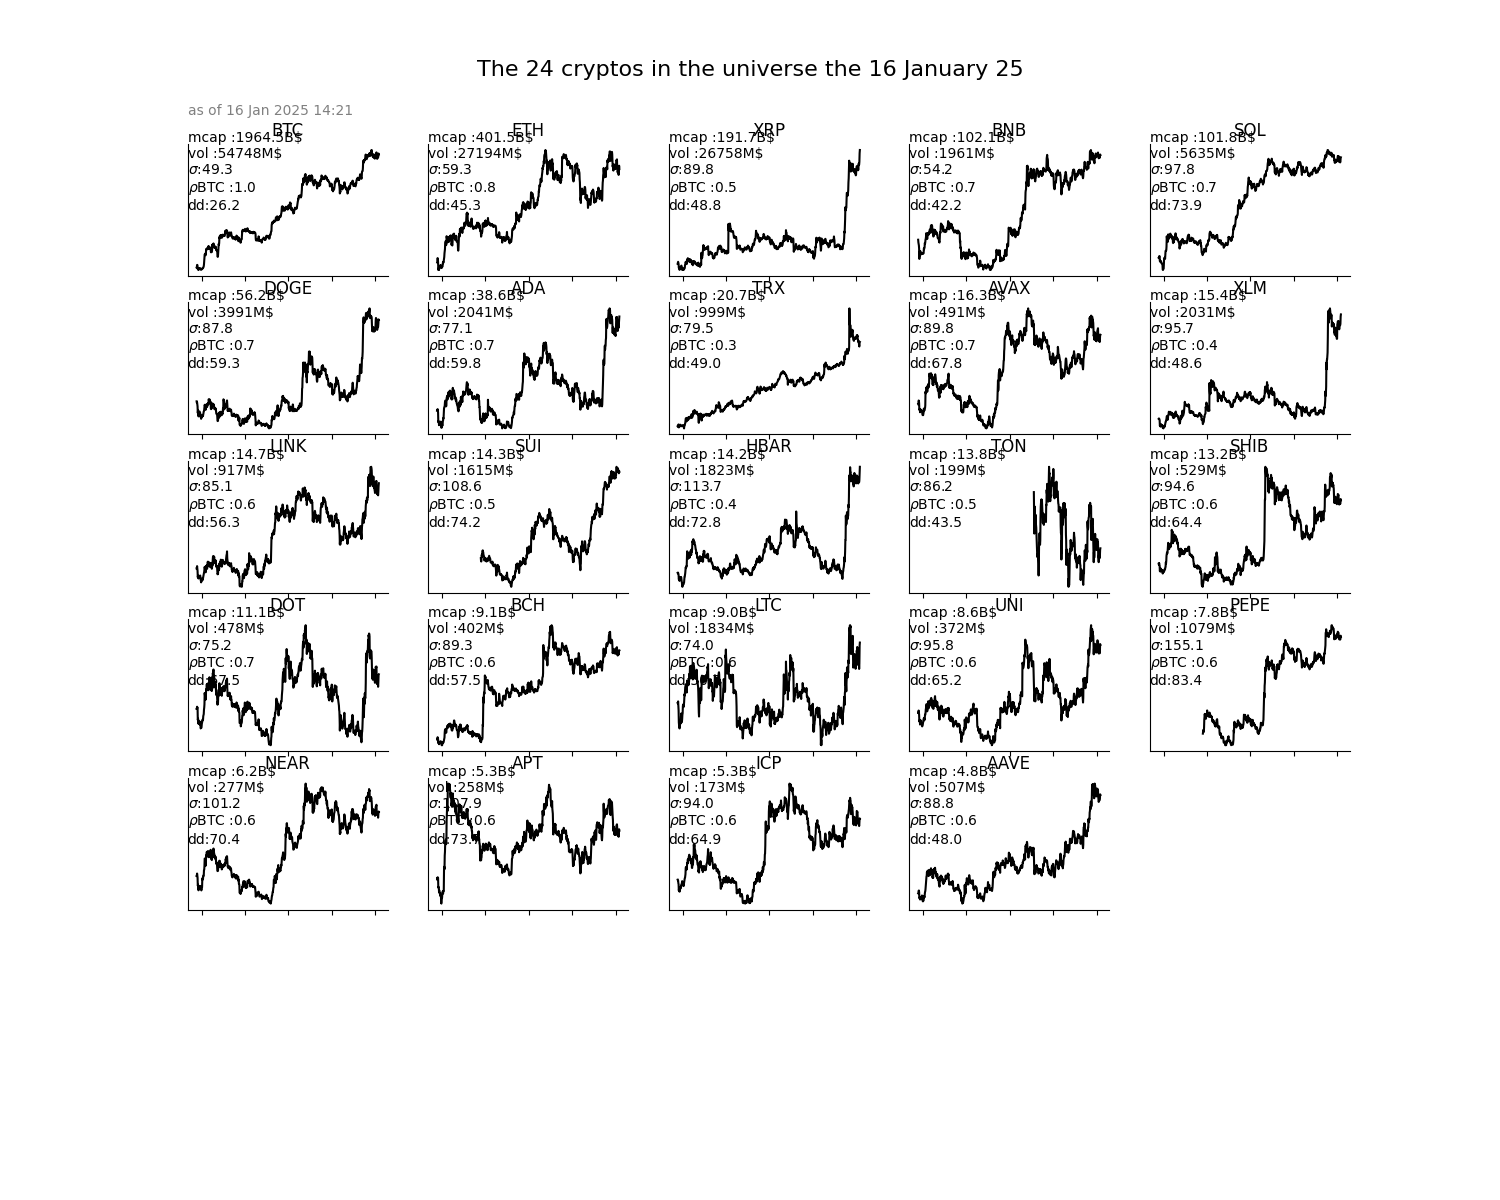 The 24 cryptos in the universe the 16 January 25
as of 16 Jan 2025 14:21
BTC
mcap :1964.5B$
vol :54748M$
σ:49.3
ρBTC :1.0
dd:26.2
ETH
mcap :401.5B$
vol :27194M$
σ:59.3
ρBTC :0.8
dd:45.3
XRP
mcap :191.7B$
vol :26758M$
σ:89.8
ρBTC :0.5
dd:48.8
BNB
mcap :102.1B$
vol :1961M$
σ:54.2
ρBTC :0.7
dd:42.2
SOL
mcap :101.8B$
vol :5635M$
σ:97.8
ρBTC :0.7
dd:73.9
DOGE
mcap :56.2B$
vol :3991M$
σ:87.8
ρBTC :0.7
dd:59.3
ADA
mcap :38.6B$
vol :2041M$
σ:77.1
ρBTC :0.7
dd:59.8
TRX
mcap :20.7B$
vol :999M$
σ:79.5
ρBTC :0.3
dd:49.0
AVAX
mcap :16.3B$
vol :491M$
σ:89.8
ρBTC :0.7
dd:67.8
XLM
mcap :15.4B$
vol :2031M$
σ:95.7
ρBTC :0.4
dd:48.6
LINK
mcap :14.7B$
vol :917M$
σ:85.1
ρBTC :0.6
dd:56.3
SUI
mcap :14.3B$
vol :1615M$
σ:108.6
ρBTC :0.5
dd:74.2
HBAR
mcap :14.2B$
vol :1823M$
σ:113.7
ρBTC :0.4
dd:72.8
TON
mcap :13.8B$
vol :199M$
σ:86.2
ρBTC :0.5
dd:43.5
SHIB
mcap :13.2B$
vol :529M$
σ:94.6
ρBTC :0.6
dd:64.4
DOT
mcap :11.1B$
vol :478M$
σ:75.2
ρBTC :0.7
BCH
mcap :9.1B$
vol :402M$
σ:89.3
ρBTC :0.6
dd:57.5
LTC
mcap :9.0B$
vol :1834M$
σ:74.0
ρBTC :0.6
UNI
mcap :8.6B$
vol :372M$
σ:95.8
ρBTC :0.6
dd:65.2
PEPE
mcap :7.8B$
vol :1079M$
σ:155.1
ρBTC :0.6
dd:83.4
NEAR
mcap :6.2B$
vol :277M$
σ:101.2
ρBTC :0.6
dd:70.4
APT
mcap :5.3B$
vol :258M$
σ:107.9
ρBTC :0.6
ICP
mcap :5.3B$
vol :173M$
σ:94.0
ρBTC :0.6
dd:64.9
AAVE
mcap :4.8B$
vol :507M$
σ:88.8
ρBTC :0.6
dd:48.0